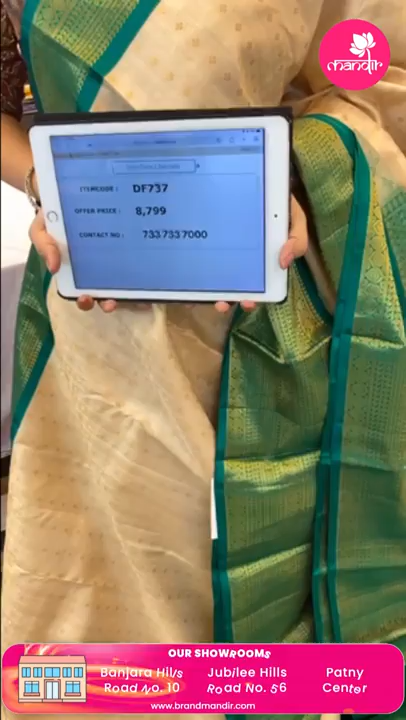 mandir
ITEMCODE : DF737
OFFER PRICE : 8,799
CONTACT NO : 7337337000
OUR SHOWROOMS
Banjara Hills
Road No. 10
Jubilee Hills
Road No. 56
Patny
Center
www.brandmandir.com